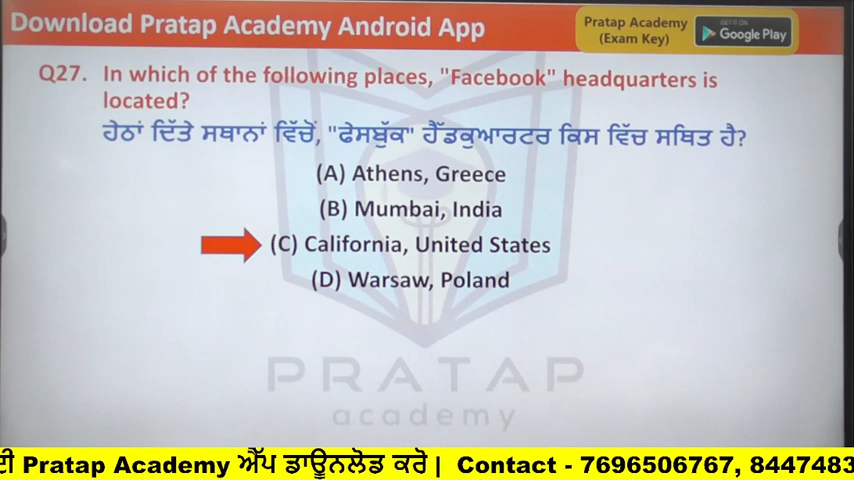 Download Pratap Academy Android App
Pratap Academy
(Exam Key)
GET IT ON
Google Play
Q27. In which of the following places, "Facebook" headquarters is
located?
ਹੇਠਾਂ ਦਿੱਤੇ ਸਥਾਨਾਂ ਵਿੱਚੋਂ, "ਫੇਸਬੁੱਕ" ਹੈੱਡਕੁਆਰਟਰ ਕਿਸ ਵਿੱਚ ਸਥਿਤ ਹੈ?
(A) Athens, Greece
(B) Mumbai, India
(C) California, United States
(D) Warsaw, Poland
PRATAP
academy
Pratap Academy ਐੱਪ ਡਾਊਨਲੋਡ ਕਰੋ | Contact - 7696506767, 8447483